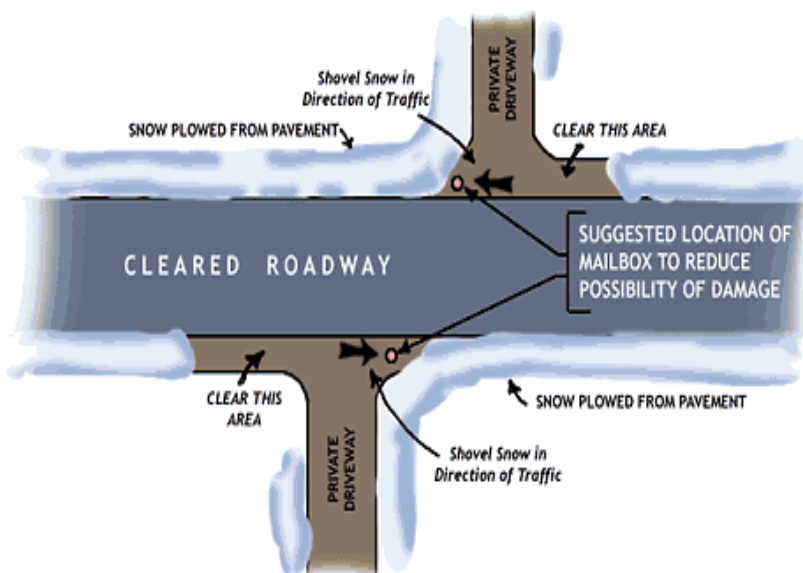 PRIVATE
DRIVEWAY
Shovel Snow in
Direction of Traffic
SNOW PLOWED FROM PAVEMENT
CLEAR THIS AREA
CLEARED ROADWAY
SUGGESTED LOCATION OF
MAILBOX TO REDUCE
POSSIBILITY OF DAMAGE
CLEAR THIS
AREA
SNOW PLOWED FROM PAVEMENT
Shovel Snow in
Direction of Traffic
PRIVATE
DRIVEWAY